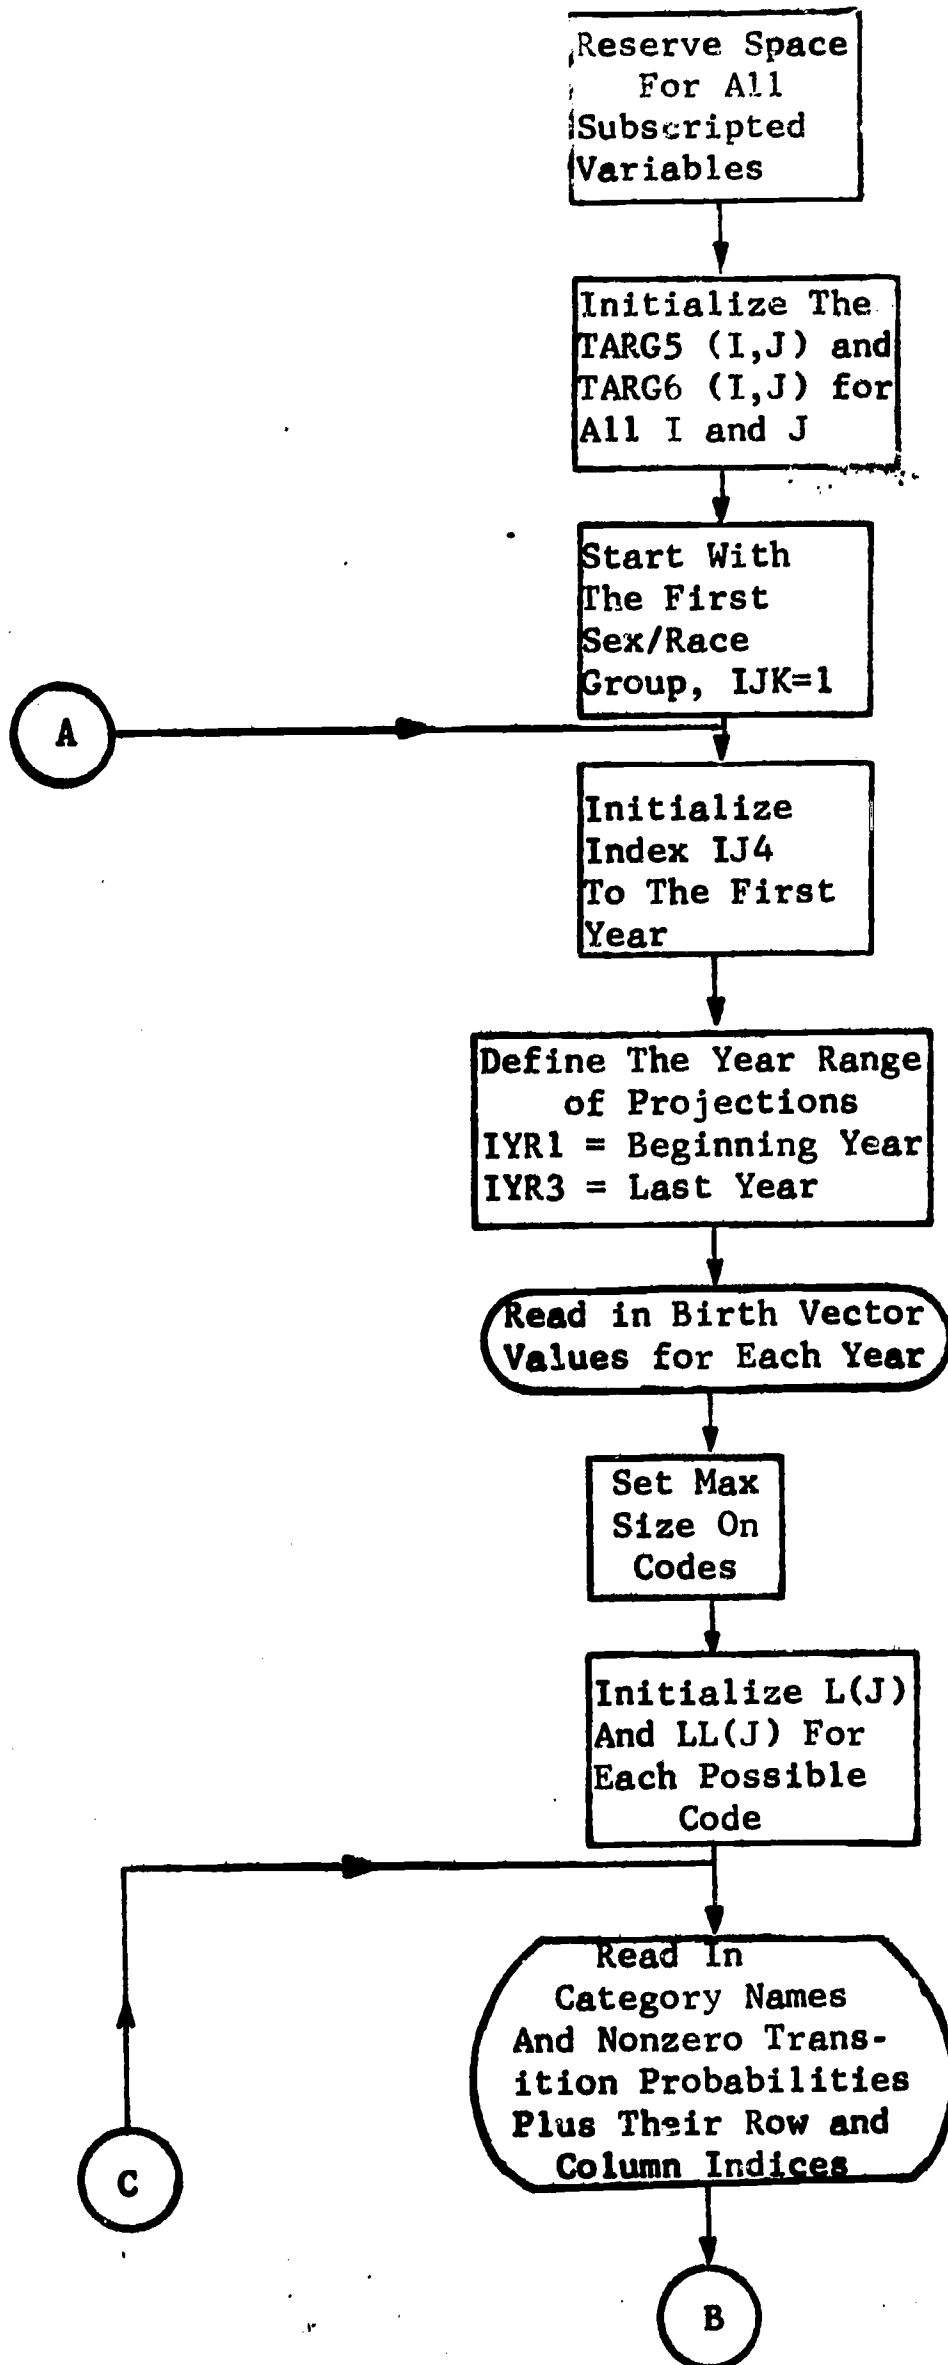 Reserve Space
For All
Subscripted
Variables
Initialize The
TARG5 (I,J) and
TARG6 (I,J) for
All I and J
Start With
The First
Sex/Race
Group, IJK=1
A
Initialize
Index IJ4
To The First
Year
Define The Year Range
of Projections
IYR1 = Beginning Year
IYR3 = Last Year
Read in Birth Vector
Values for Each Year
Set Max
Size On
Codes
Initialize L(J)
And LL(J) For
Each Possible
Code
Read In
Category Names
And Nonzero Trans-
ition Probabilities
Plus Their Row and
Column Indices
C
B